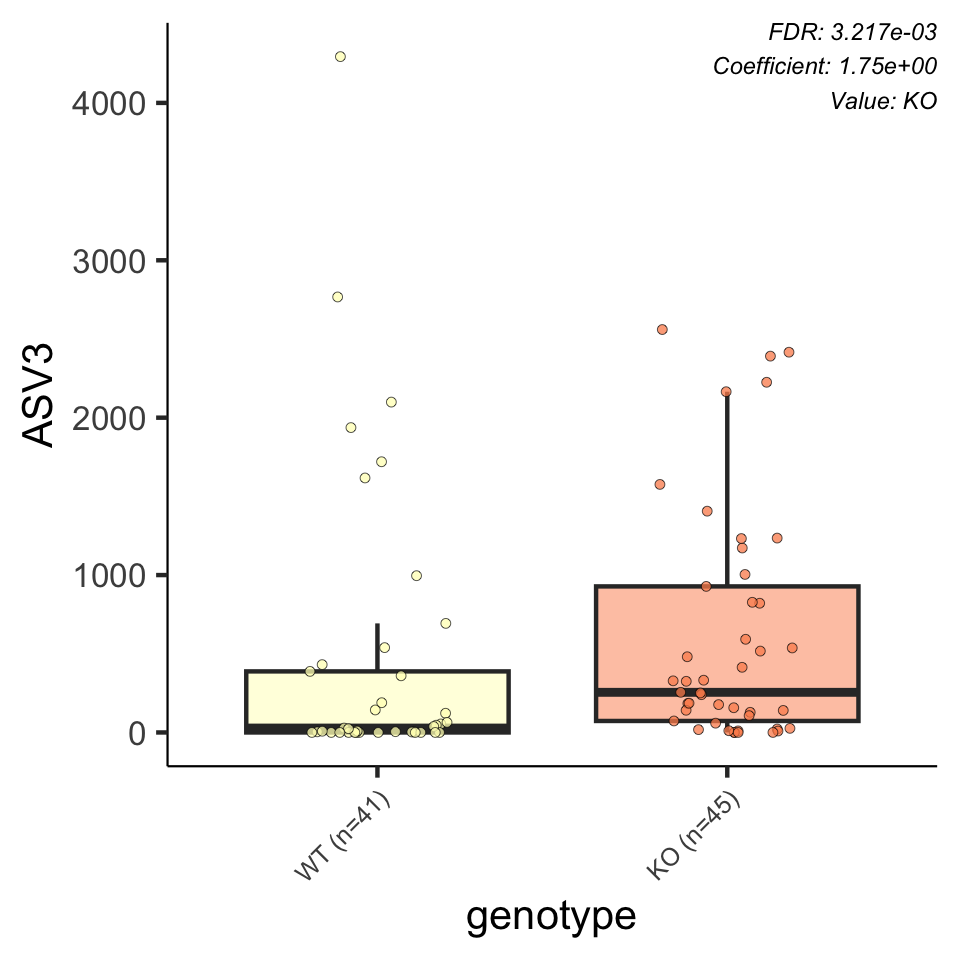 FDR: 3.217e-03
Coefficient: 1.75e+00
Value: KO
4000
3000
2000
1000
0
ASV3
WT (n=41)
KO (n=45)
genotype